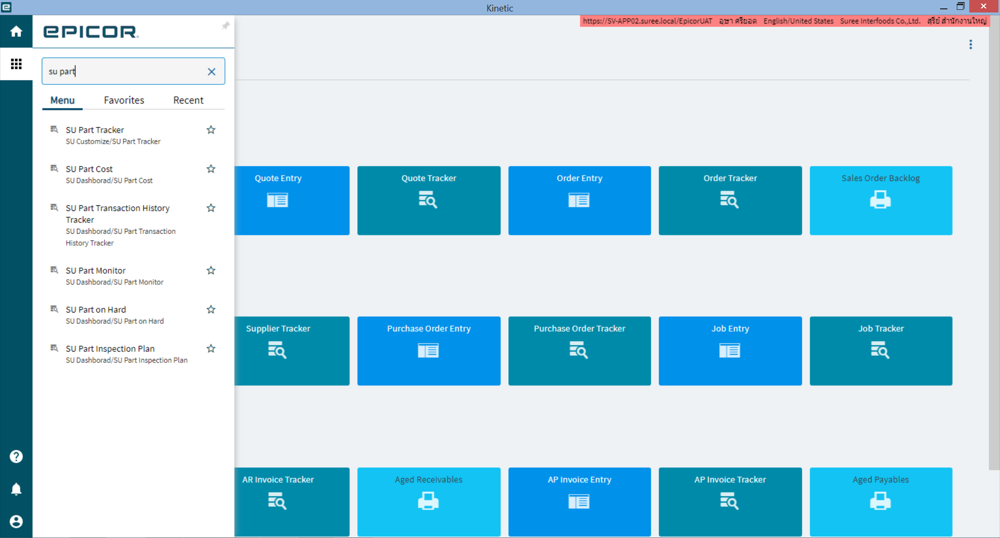 Kinetic
https://SV-APP02.suree.local/EpicorUAT อุษา ศรียอด English/United States Suree Interfoods Co.,Ltd. สุรีย์ สำนักงานใหญ่
EPICOR
su part
Menu Favorites Recent
SU Part Tracker
SU Customize/SU Part Tracker
SU Part Cost
SU Dashborad/SU Part Cost
SU Part Transaction History
Tracker
SU Dashborad/SU Part Transaction
History Tracker
SU Part Monitor
SU Dashborad/SU Part Monitor
SU Part on Hard
SU Dashborad/SU Part on Hard
SU Part Inspection Plan
SU Dashborad/SU Part Inspection Plan
Quote Entry Quote Tracker Order Entry Order Tracker Sales Order Backlog
Supplier Tracker Purchase Order Entry Purchase Order Tracker Job Entry Job Tracker
AR Invoice Tracker Aged Receivables AP Invoice Entry AP Invoice Tracker Aged Payables